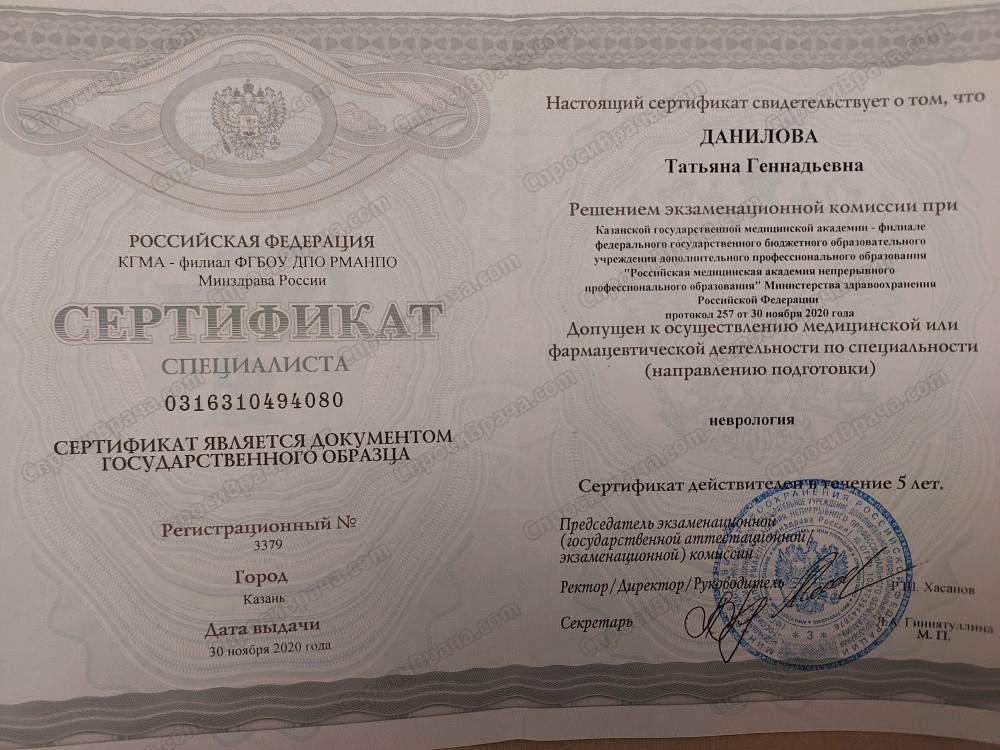 РОССИЙСКАЯ ФЕДЕРАЦИЯ
КГМА - филиал ФГБОУ ДПО РМАНПО
Минздрава России
СЕРТИФИКАТ
СПЕЦИАЛИСТА
0316310494080
СЕРТИФИКАТ ЯВЛЯЕТСЯ ДОКУМЕНТОМ
ГОСУДАРСТВЕННОГО ОБРАЗЦА
Регистрационный №
3379
Город
Казань
Дата выдачи
30 ноября 2020 года
Настоящий сертификат свидетельствует о том, что
ДАНИЛОВА
Татьяна Геннадьевна
Решением экзаменационной комиссии при
Казанской государственной медицинской академии - филиале
федерального государственного бюджетного образовательного
учреждения дополнительного профессионального образования
"Российская медицинская академия непрерывного
профессионального образования" Министерства здравоохранения
Российской Федерации
протокол 257 от 30 ноября 2020 года
Допущен к осуществлению медицинской или
фармацевтической деятельности по специальности
(направлению подготовки)
неврология
Сертификат действителен в течение 5 лет.
Председатель экзаменационной
(государственной аттестационной/
экзаменационной) комиссии
Ректор/Директор/Руководитель
Р.Ш. Хасанов
Секретарь
Л.А. Гиниятуллина
М. П.
СпросиВрача.com